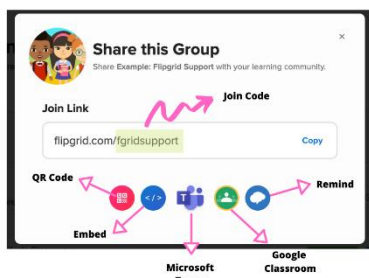 Share this Group
Share Example: Flipgrid Support with your learning community.
Join Code
Join Link
flipgrid.com/fgridsupport
Copy
QR Code
Remind
Embed
Microsoft
Google
Classroom